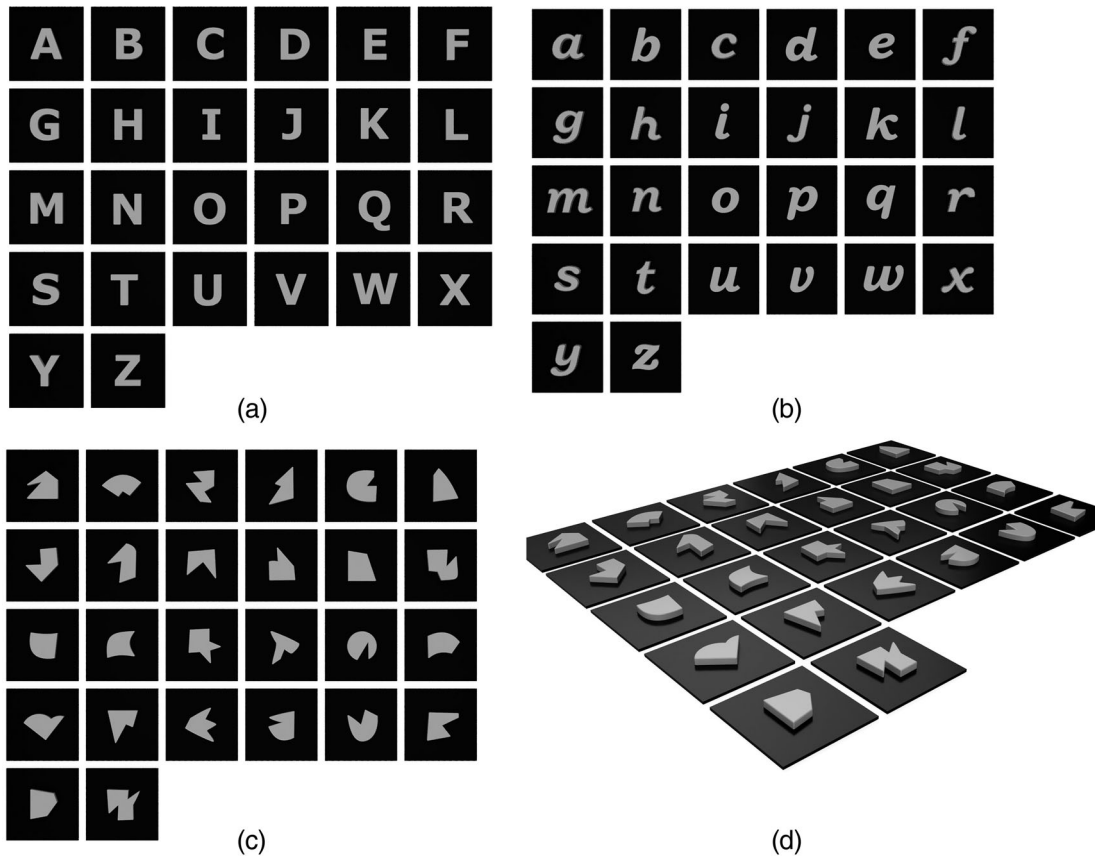 A B C D E F
G H I J K L
M N O P Q R
S T U V W X
Y Z
(a)
a b c d e f
g h i j k l
m n o p q r
s t u v w x
y z
(b)
(c)
(d)